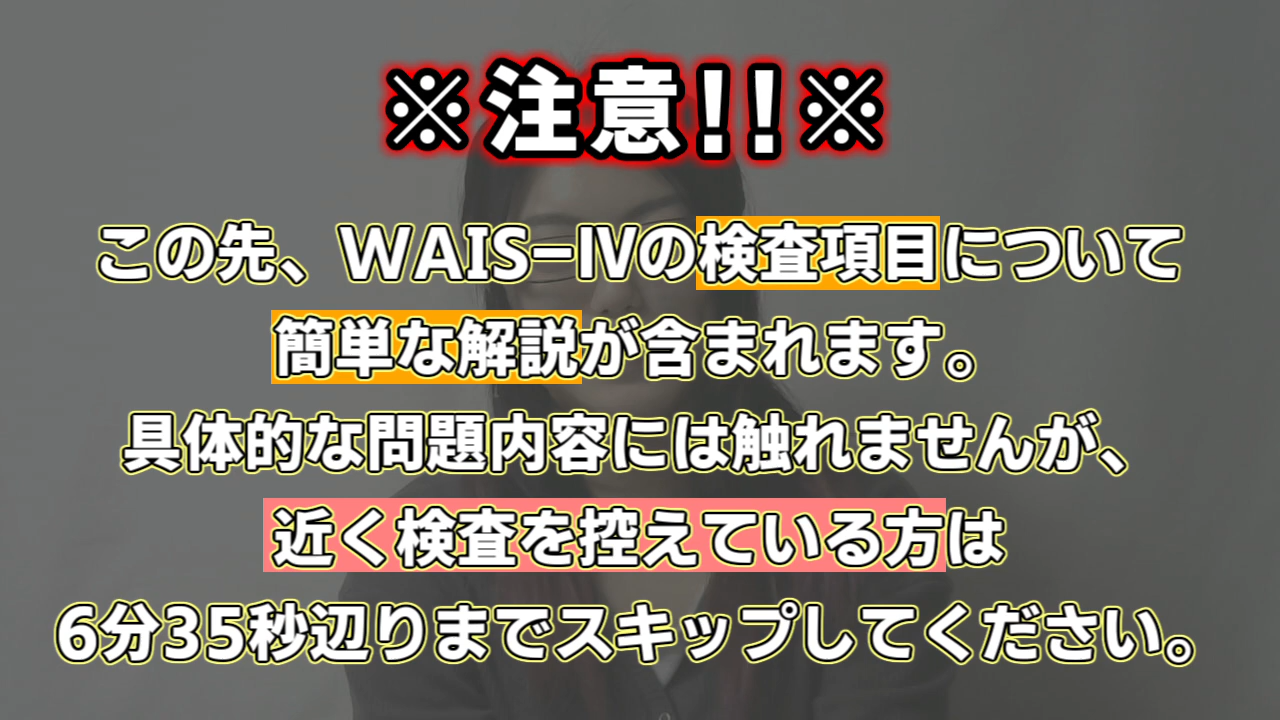 ※注意!!※
この先、WAIS-Ⅳの検査項目について
簡単な解説が含まれます。
具体的な問題内容には触れませんが、
近く検査を控えている方は
6分35秒辺りまでスキップしてください。